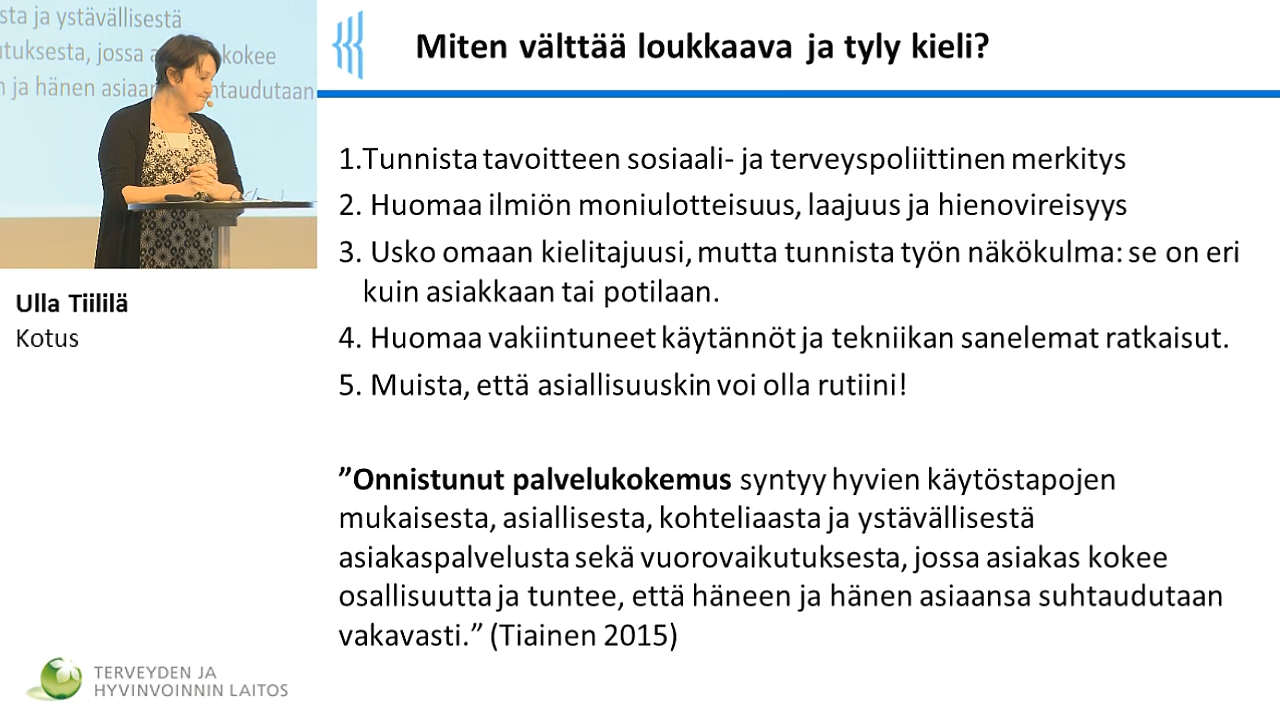 sta ja ystävällisestä
utuksesta, jossa a kokee
n ja hänen asiaan htaudutaan
Miten välttää loukkaava ja tyly kieli?
1.Tunnista tavoitteen sosiaali- ja terveyspoliittinen merkitys
2. Huomaa ilmiön moniulotteisuus, laajuus ja hienovireisyys
3. Usko omaan kielitajuusi, mutta tunnista työn näkökulma: se on eri
kuin asiakkaan tai potilaan.
4. Huomaa vakiintuneet käytännöt ja tekniikan sanelemat ratkaisut.
5. Muista, että asiallisuuskin voi olla rutiini!
”Onnistunut palvelukokemus syntyy hyvien käytöstapojen
mukaisesta, asiallisesta, kohteliaasta ja ystävällisestä
asiakaspalvelusta sekä vuorovaikutuksesta, jossa asiakas kokee
osallisuutta ja tuntee, että häneen ja hänen asiaansa suhtaudutaan
vakavasti.” (Tiainen 2015)
Ulla Tiililä
Kotus
TERVEYDEN JA
HYVINVOINNIN LAITOS